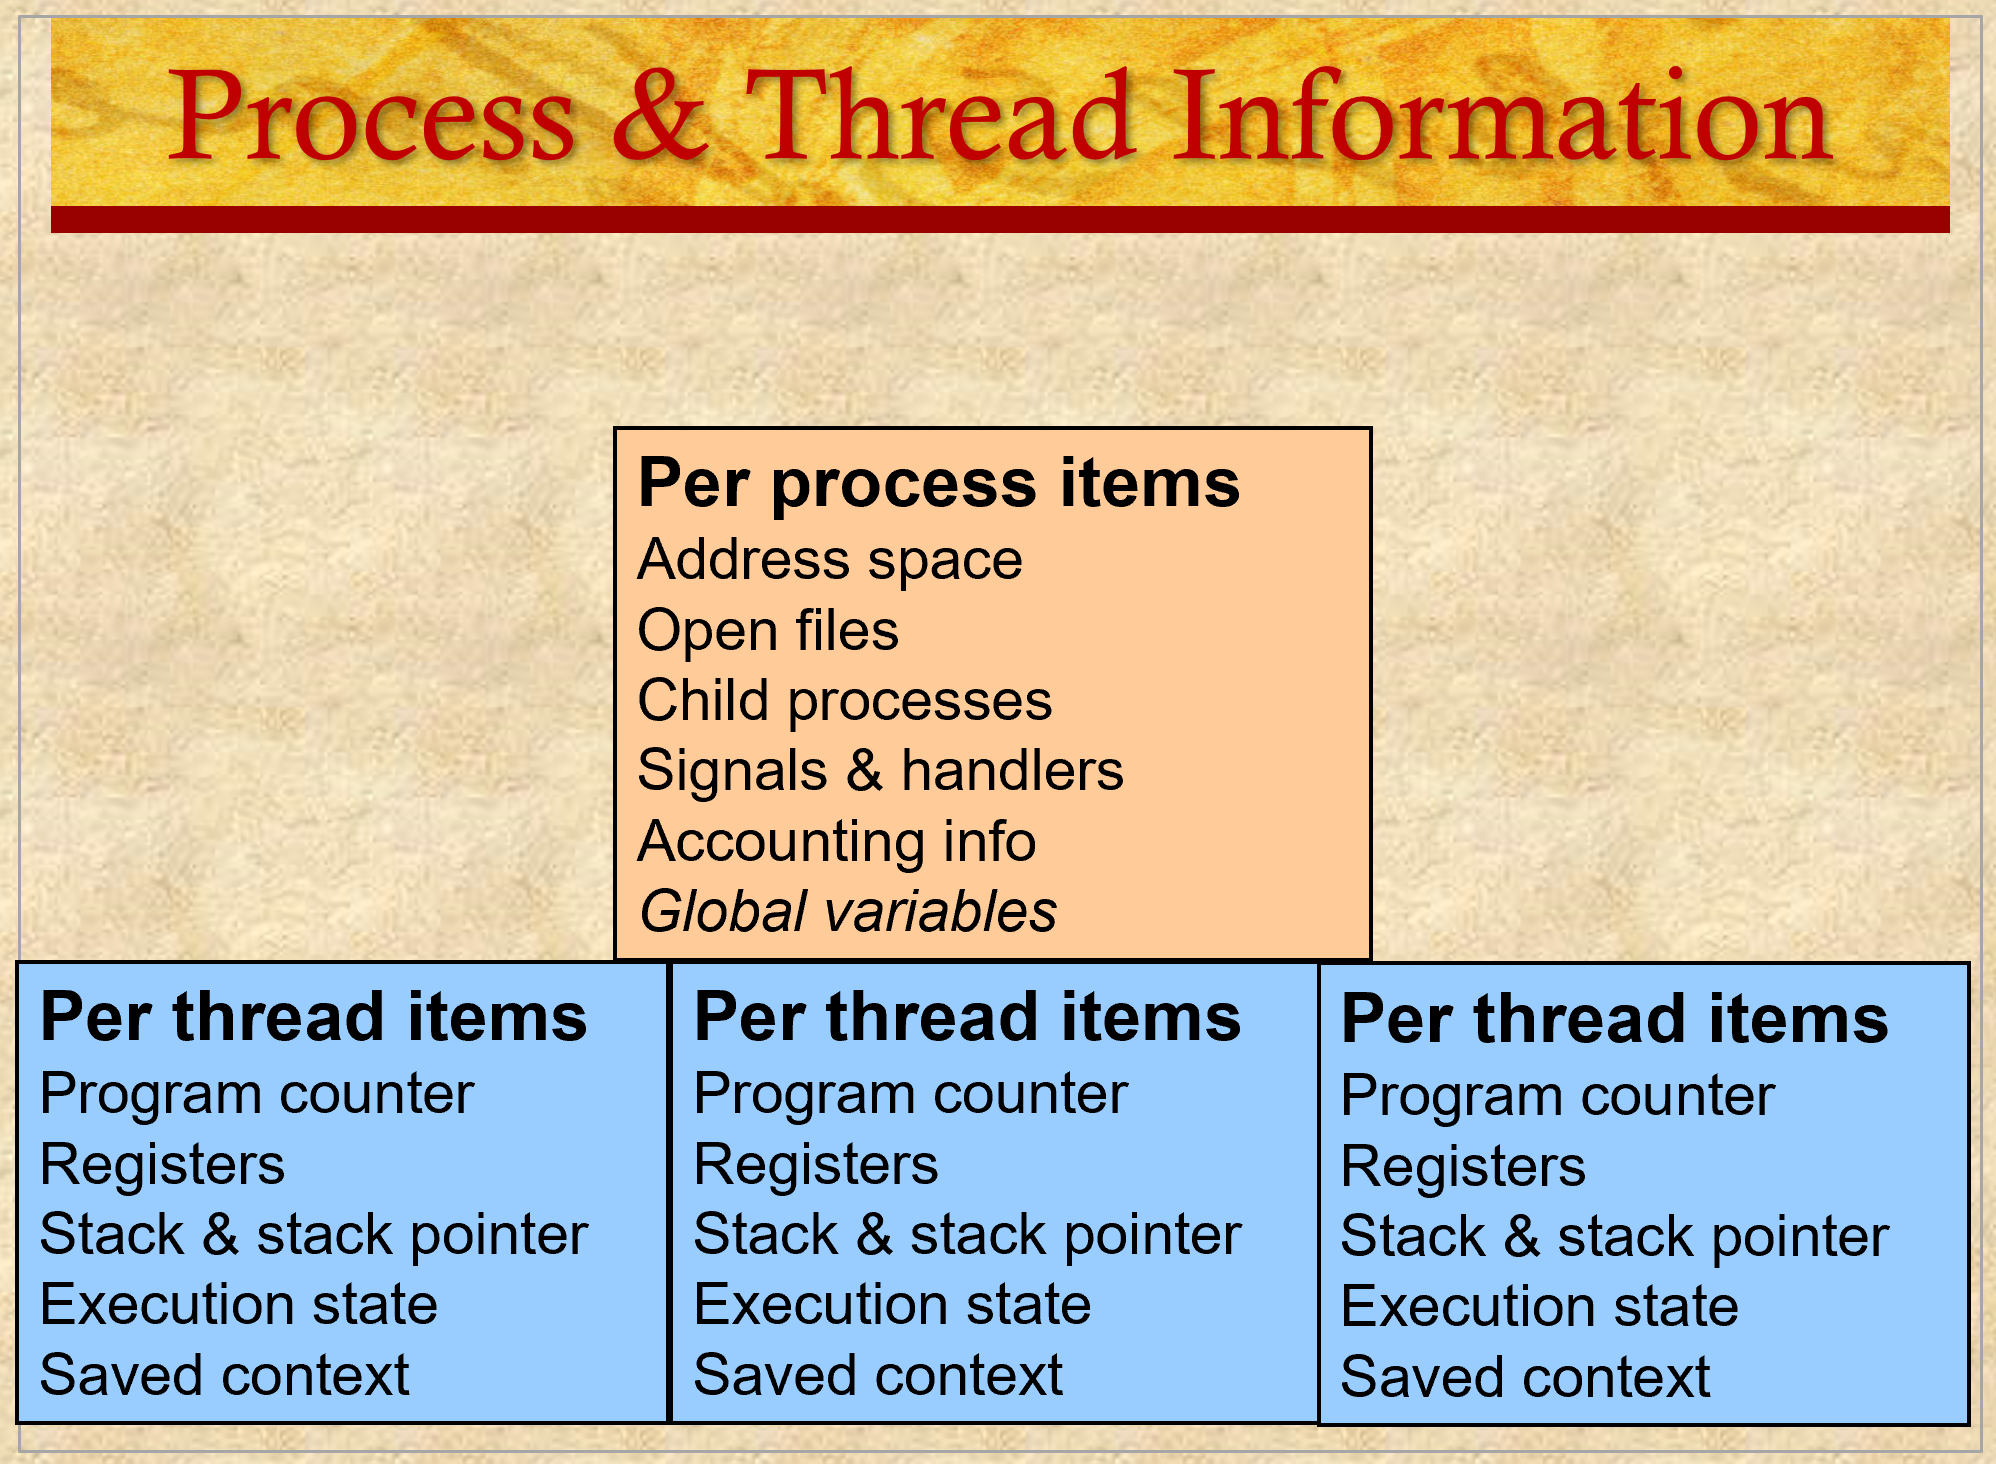 Process & Thread Information
Per process items
Address space
Open files
Child processes
Signals & handlers
Accounting info
Global variables
Per thread items
Program counter
Registers
Stack & stack pointer
Execution state
Saved context
Per thread items
Program counter
Registers
Stack & stack pointer
Execution state
Saved context
Per thread items
Program counter
Registers
Stack & stack pointer
Execution state
Saved context